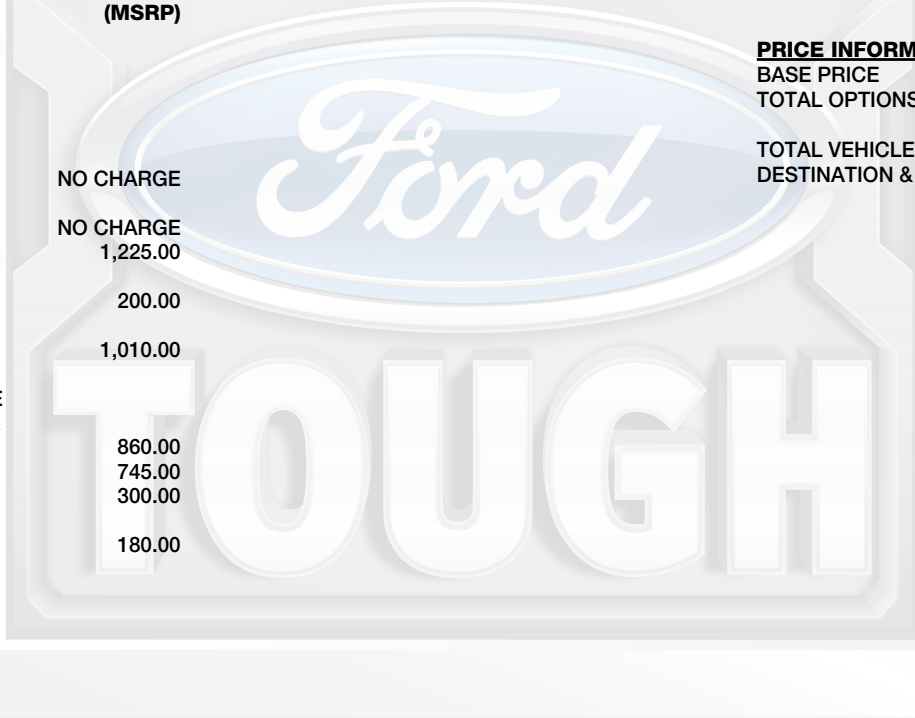 (MSRP)
NO CHARGE
NO CHARGE
1,225.00
200.00
1,010.00
860.00
745.00
300.00
180.00
PRICE INFORM
BASE PRICE
TOTAL OPTIONS
TOTAL VEHICLE
DESTINATION &
Ford
TOUGH